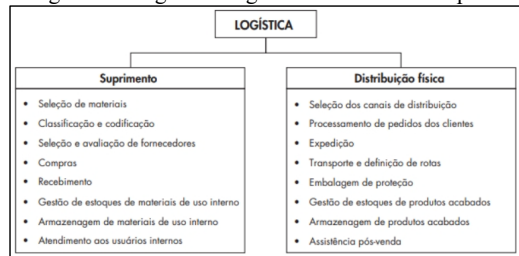 LOGÍSTICA
Suprimento
• Seleção de materiais
• Classificação e codificação
• Seleção e avaliação de fornecedores
• Compras
• Recebimento
• Gestão de estoques de materiais de uso interno
• Armazenagem de materiais de uso interno
• Atendimento aos usuários internos
Distribuição física
• Seleção dos canais de distribuição
• Processamento de pedidos dos clientes
• Expedição
• Transporte e definição de rotas
• Embalagem de proteção
• Gestão de estoques de produtos acabados
• Armazenagem de produtos acabados
• Assistência pós-venda